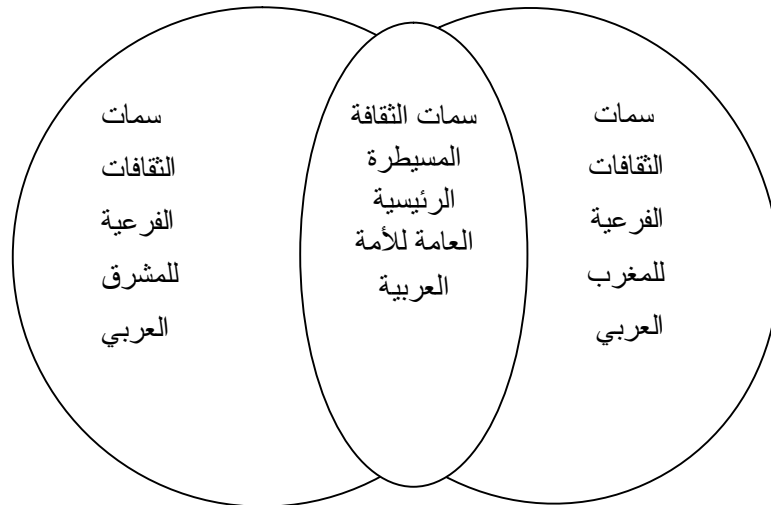 سمات
الثقافات
الفرعية
للمغرب
العربي
سمات الثقافة
المسيطرة
الرئيسية
العامة للأمة
العربية
سمات
الثقافات
الفرعية
للمشرق
العربي